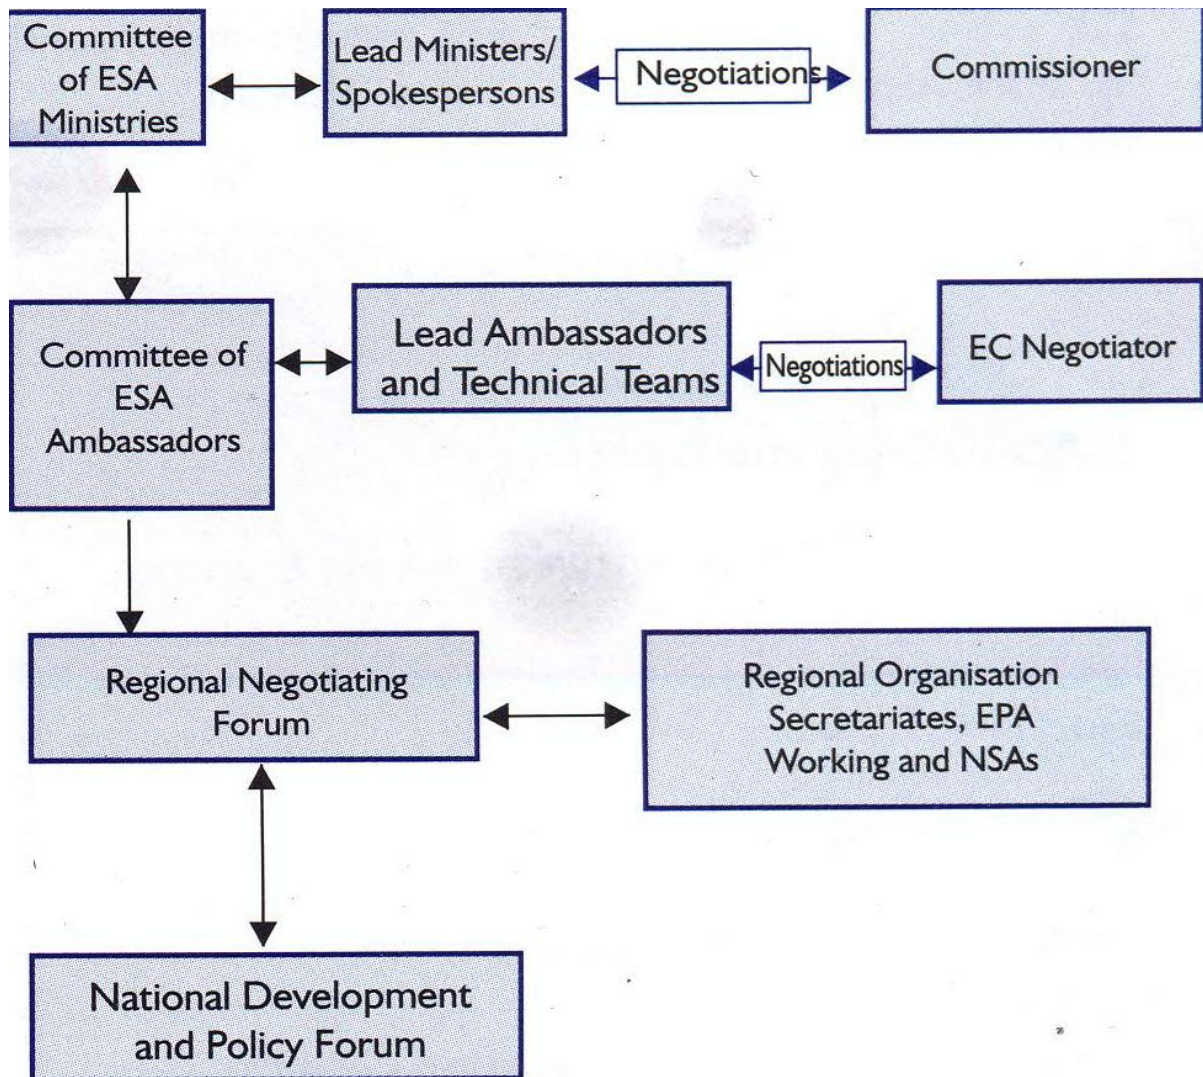 Committee
of ESA
Ministries
Lead Ministers/
Spokespersons
Negotiations
Commissioner
Committee of
ESA
Ambassadors
Lead Ambassadors
and Technical Teams
Negotiations
EC Negotiator
Regional Negotiating
Forum
Regional Organisation
Secretariates, EPA
Working and NSAs
National Development
and Policy Forum